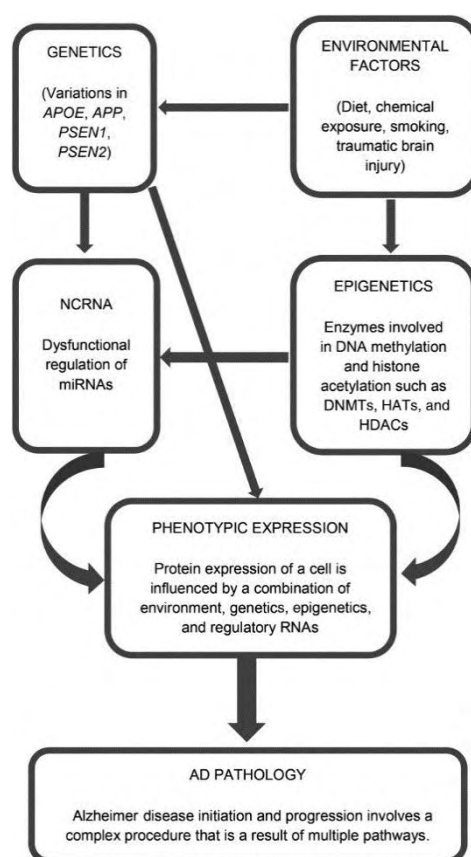 GENETICS
(Variations in
APOE, APP,
PSEN1,
PSEN2)
ENVIRONMENTAL
FACTORS
(Diet, chemical
exposure, smoking,
traumatic brain
injury)
NCRNA
Dysfunctional
regulation of
miRNAs
EPIGENETICS
Enzymes involved
in DNA methylation
and histone
acetylation such as
DNMTs, HATs, and
HDACs
PHENOTYPIC EXPRESSION
Protein expression of a cell is
influenced by a combination of
environment, genetics, epigenetics,
and regulatory RNAs
AD PATHOLOGY
Alzheimer disease initiation and progression involves a
complex procedure that is a result of multiple pathways.